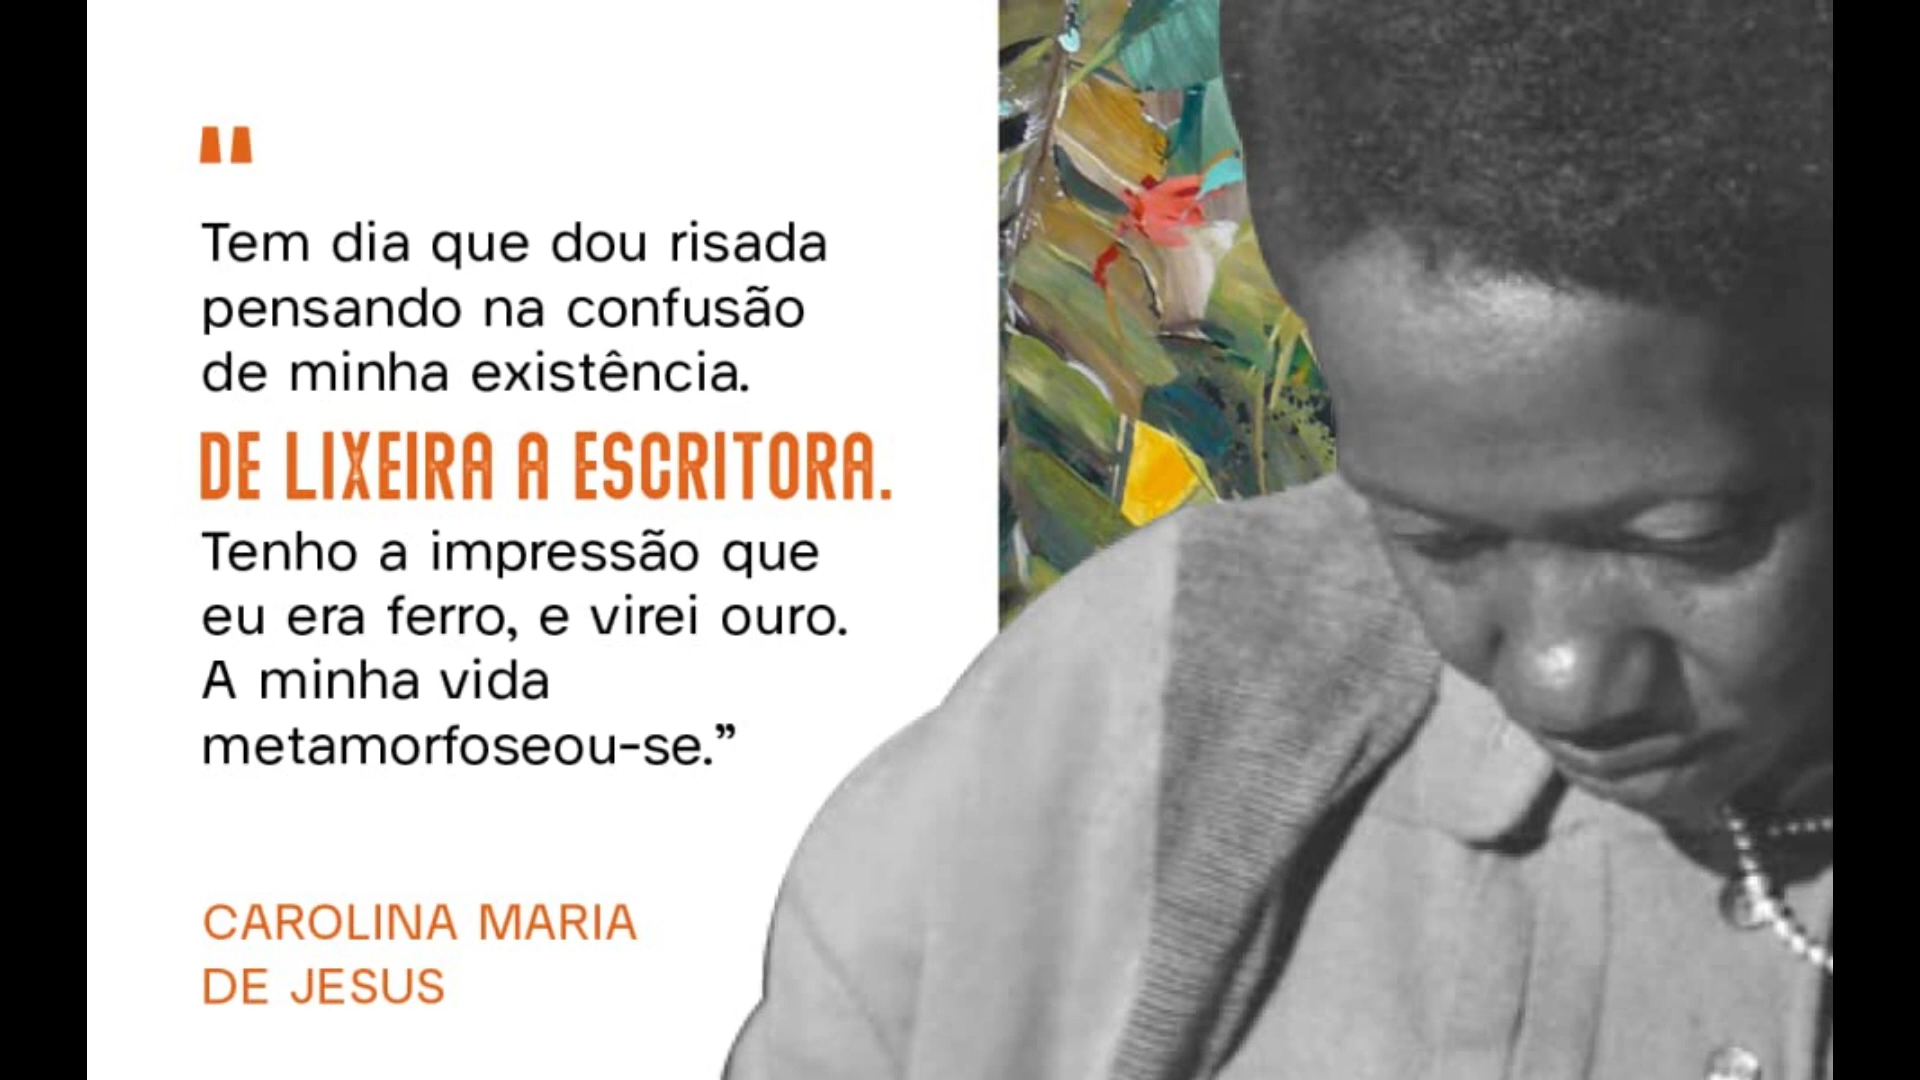 "
Tem dia que dou risada
pensando na confusão
de minha existência.
DE LIXEIRA A ESCRITORA.
Tenho a impressão que
eu era ferro, e virei ouro.
A minha vida
metamorfoseou-se.”
CAROLINA MARIA
DE JESUS